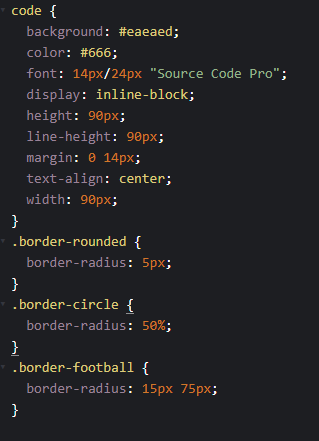 code {
background: #eaeaed;
color: #666;
font: 14px/24px "Source Code Pro";
display: inline-block;
height: 90px;
line-height: 90px;
margin: 0 14px;
text-align: center;
width: 90px;
}
.border-rounded {
border-radius: 5px;
}
.border-circle {
border-radius: 50%;
}
.border-football {
border-radius: 15px 75px;
}